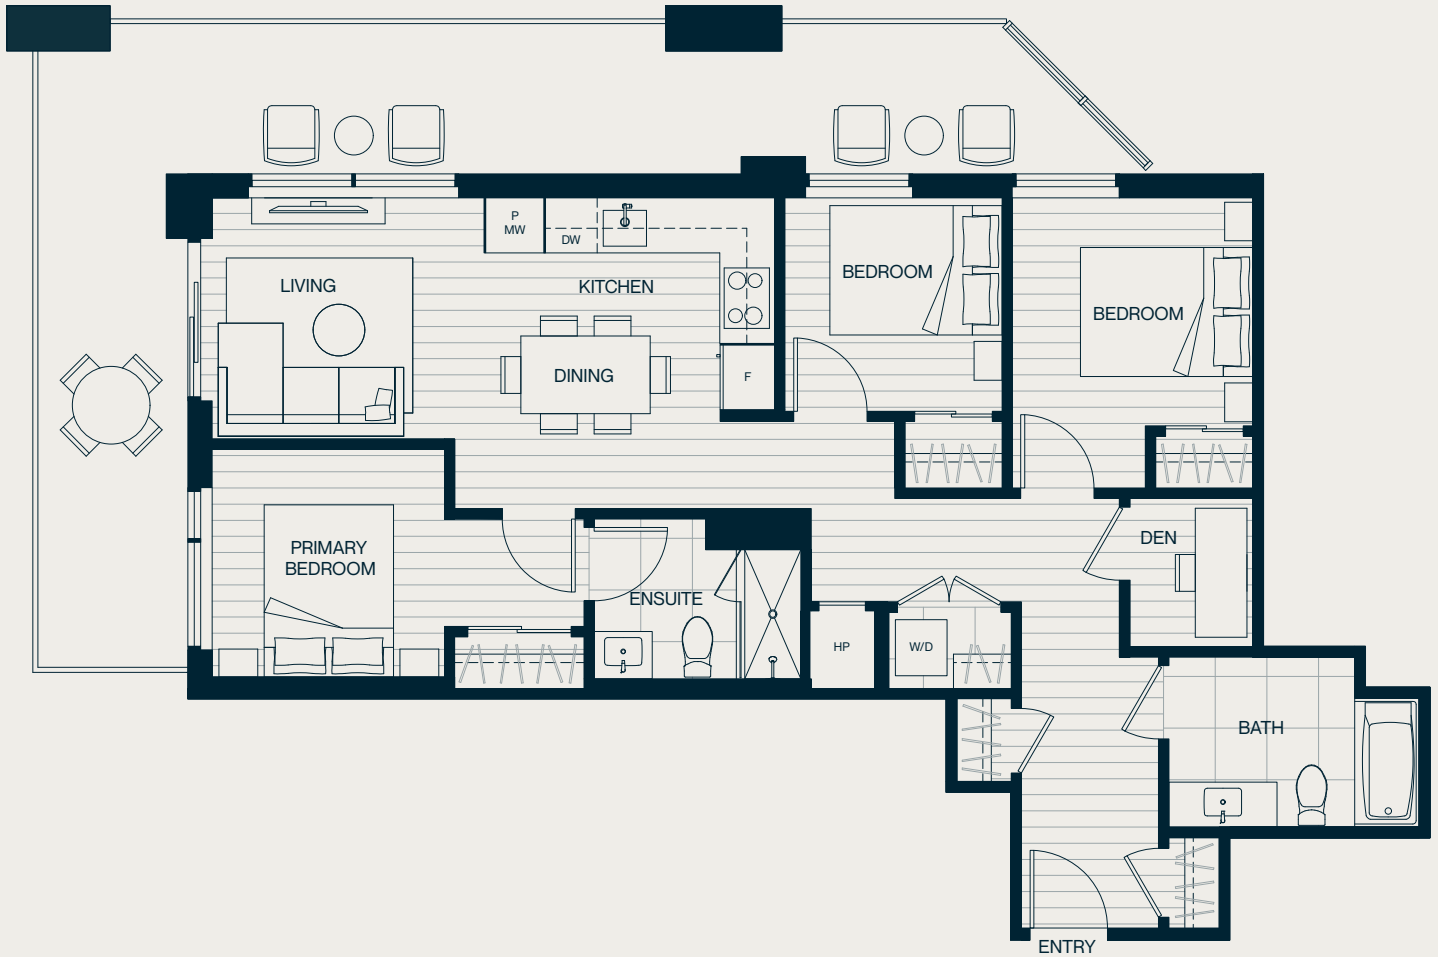 P
MW
DW
LIVING
KITCHEN
BEDROOM
BEDROOM
DINING
F
PRIMARY
BEDROOM
ENSUITE
DEN
HP
W/D
BATH
ENTRY